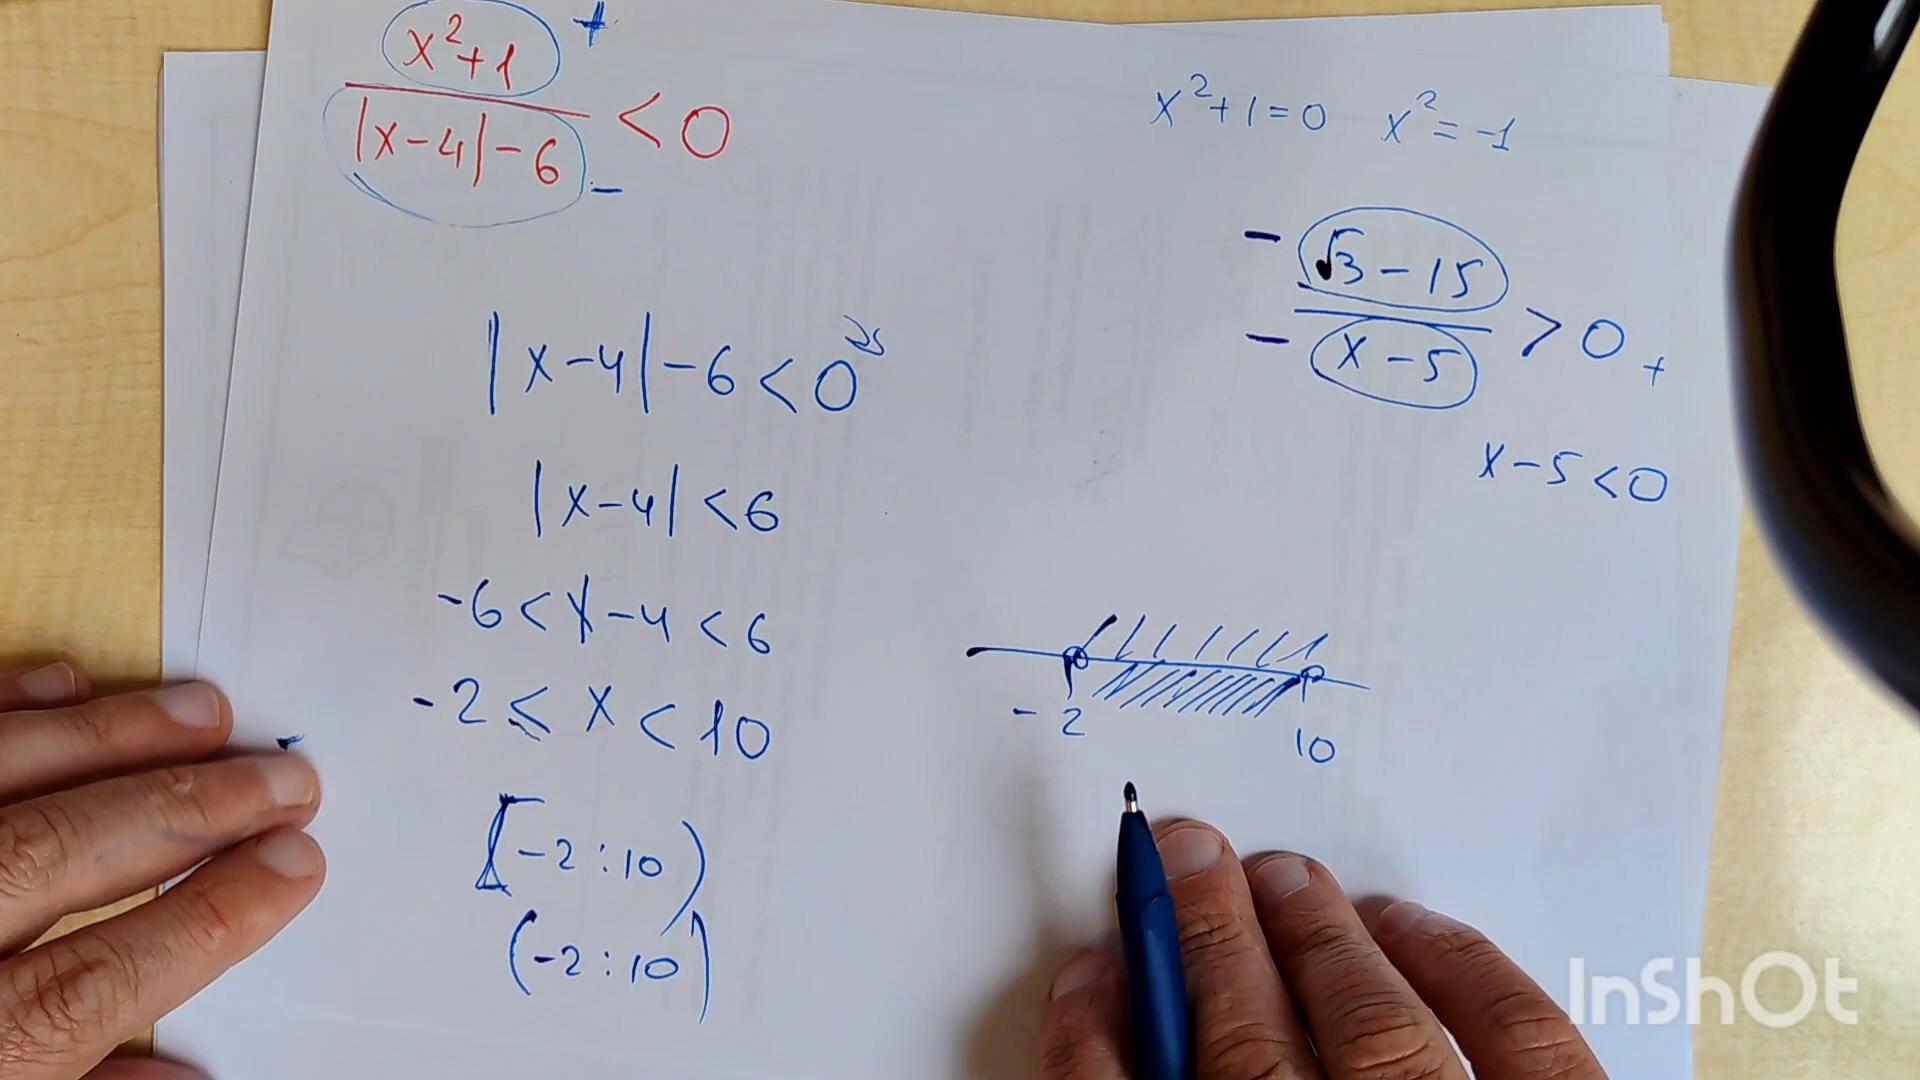 x²+1 +
|x-4|-6 < 0
-
x²+1=0 x²=-1
- √3-15
- x-5 > 0 +
x-5<0
|x-4|-6<0
|x-4|<6
-6<x-4<6
-2≤x<10
[-2:10)
(-2:10)
-2 10
InShOt